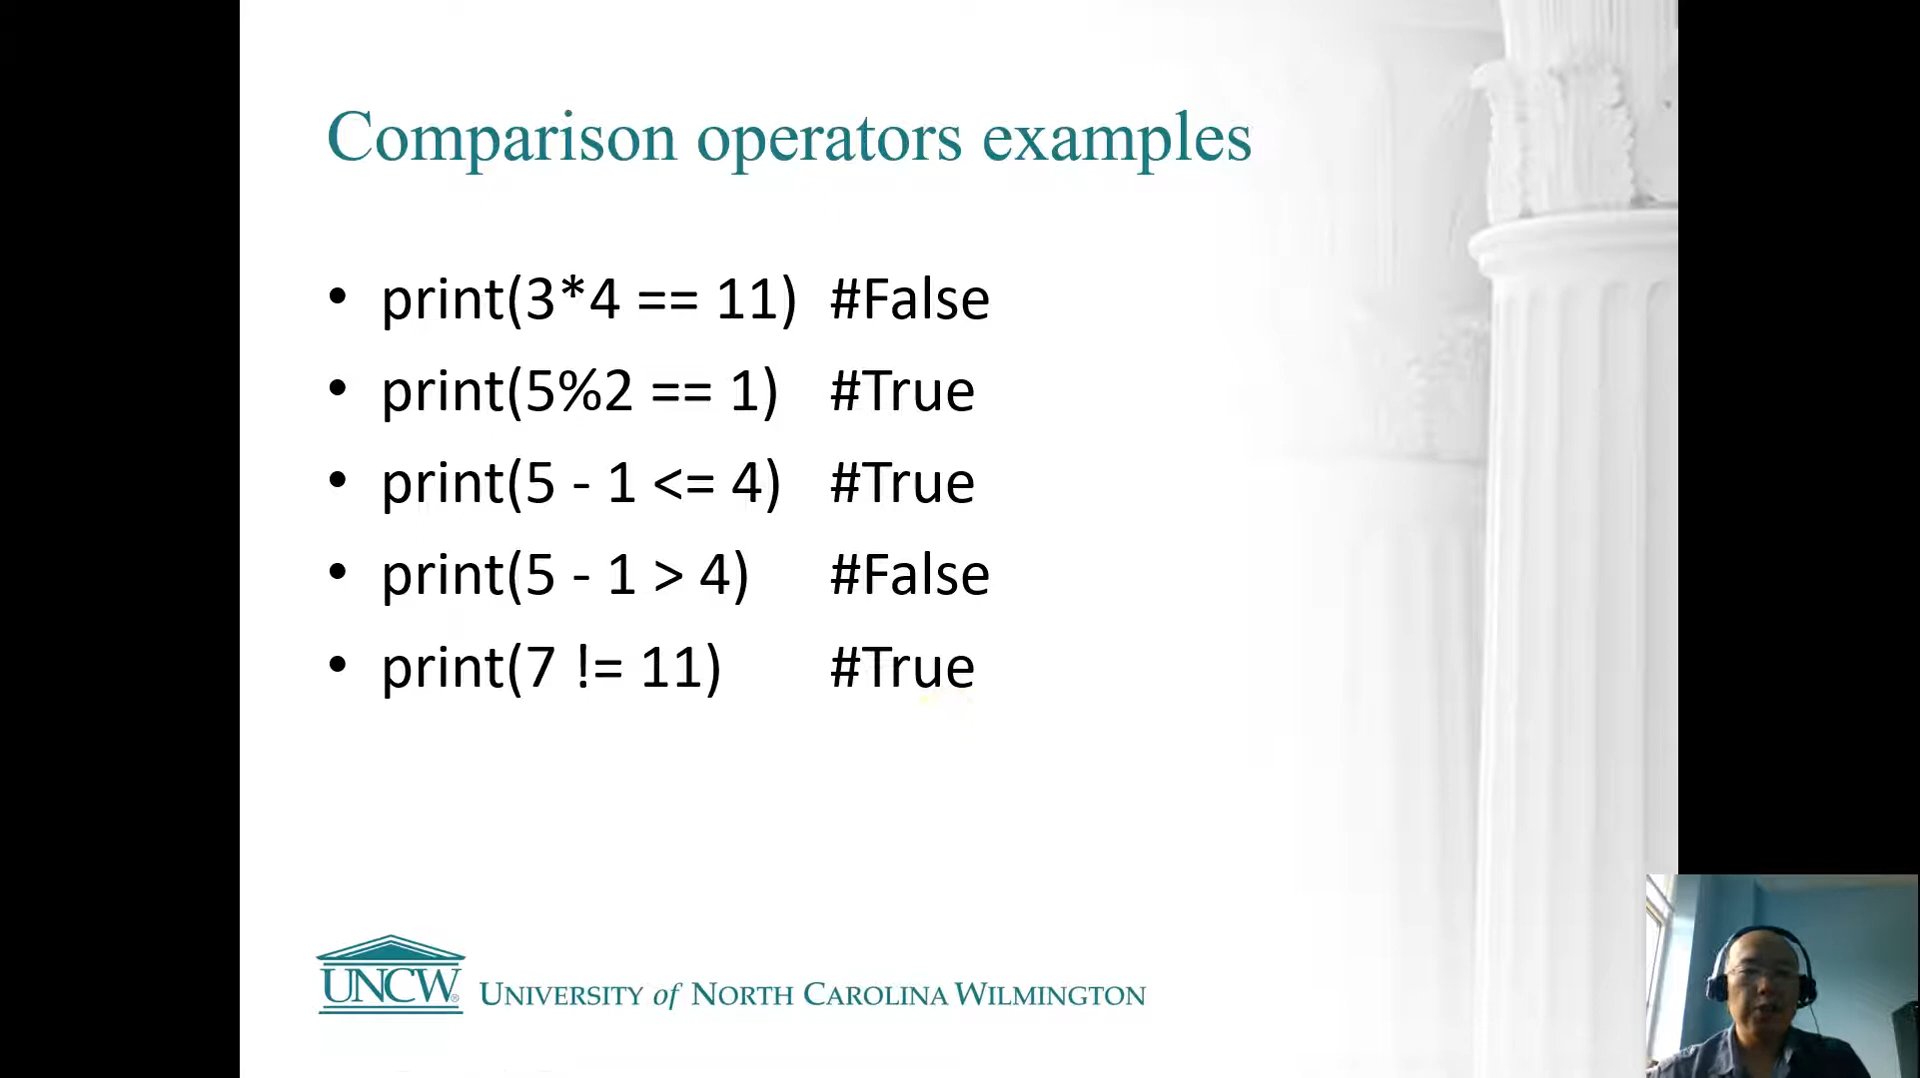 Comparison operators examples
• print(3*4 == 11) #False
• print(5%2 == 1) #True
• print(5 - 1 <= 4) #True
• print(5 - 1 > 4) #False
• print(7 != 11) #True
UNCW® UNIVERSITY of NORTH CAROLINA WILMINGTON